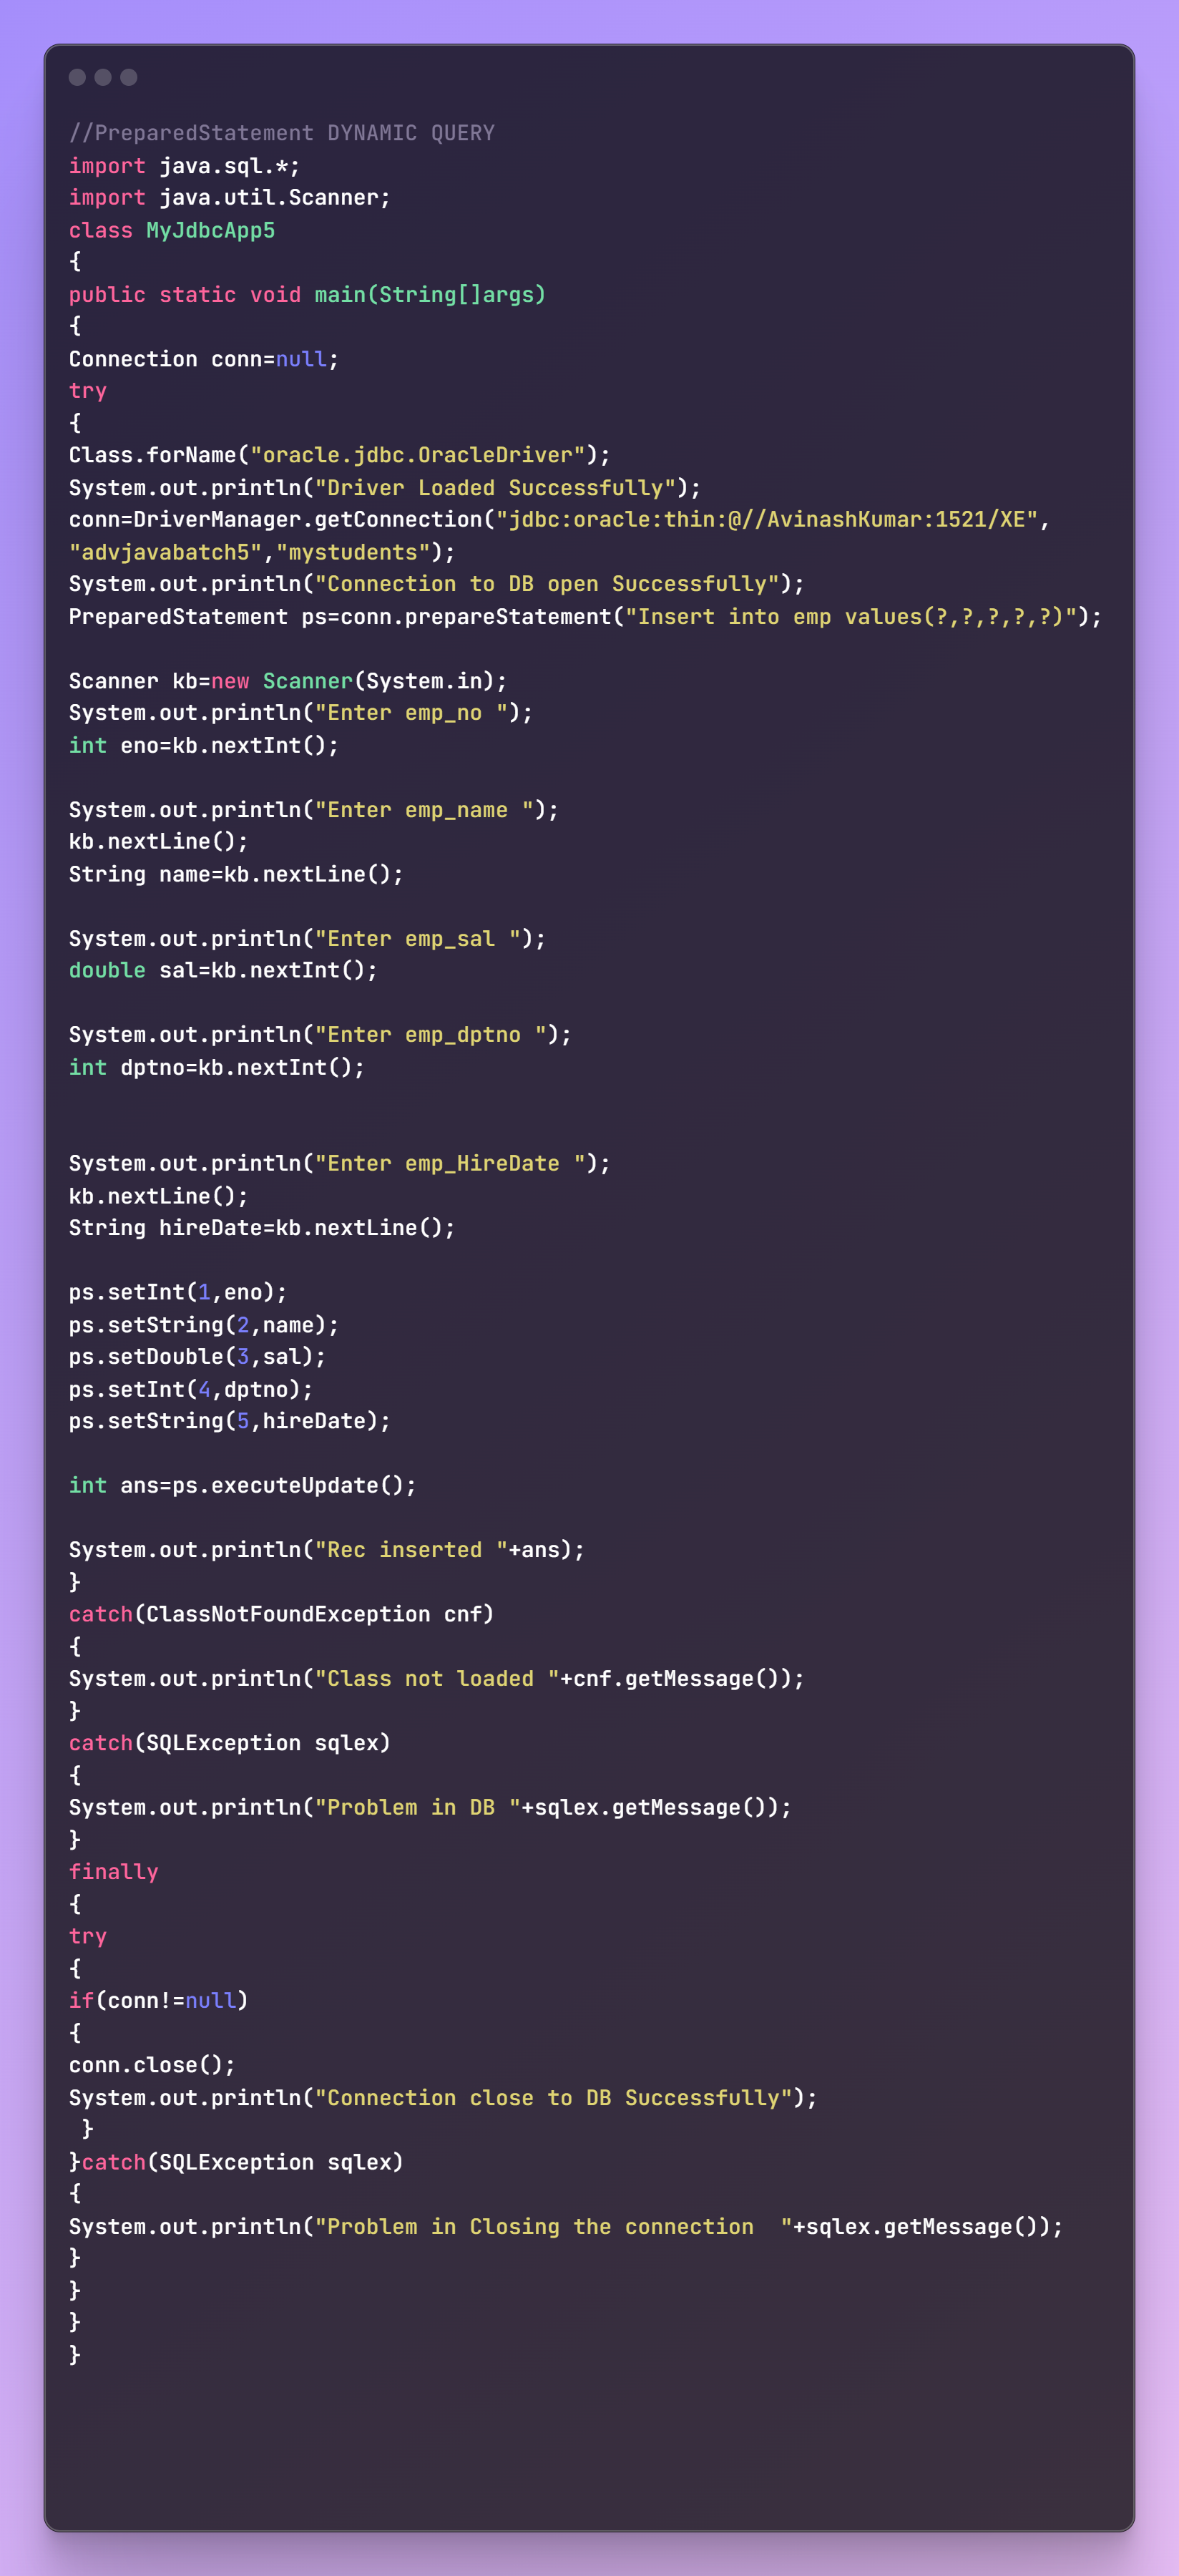 //PreparedStatement DYNAMIC QUERY
import java.sql.*;
import java.util.Scanner;
class MyJdbcApp5
{
public static void main(String[]args)
{
Connection conn=null;
try
{
Class.forName("oracle.jdbc.OracleDriver");
System.out.println("Driver Loaded Successfully");
conn=DriverManager.getConnection("jdbc:oracle:thin:@//AvinashKumar:1521/XE",
"advjavabatch5","mystudents");
System.out.println("Connection to DB open Successfully");
PreparedStatement ps=conn.prepareStatement("Insert into emp values(?,?,?,?,?)");

Scanner kb=new Scanner(System.in);
System.out.println("Enter emp_no ");
int eno=kb.nextInt();

System.out.println("Enter emp_name ");
kb.nextLine();
String name=kb.nextLine();

System.out.println("Enter emp_sal ");
double sal=kb.nextInt();

System.out.println("Enter emp_dptno ");
int dptno=kb.nextInt();


System.out.println("Enter emp_HireDate ");
kb.nextLine();
String hireDate=kb.nextLine();

ps.setInt(1,eno);
ps.setString(2,name);
ps.setDouble(3,sal);
ps.setInt(4,dptno);
ps.setString(5,hireDate);

int ans=ps.executeUpdate();

System.out.println("Rec inserted "+ans);
}
catch(ClassNotFoundException cnf)
{
System.out.println("Class not loaded "+cnf.getMessage());
}
catch(SQLException sqlex)
{
System.out.println("Problem in DB "+sqlex.getMessage());
}
finally
{
try
{
if(conn!=null)
{
conn.close();
System.out.println("Connection close to DB Successfully");
 }
}catch(SQLException sqlex)
{
System.out.println("Problem in Closing the connection  "+sqlex.getMessage());
}
}
}
}